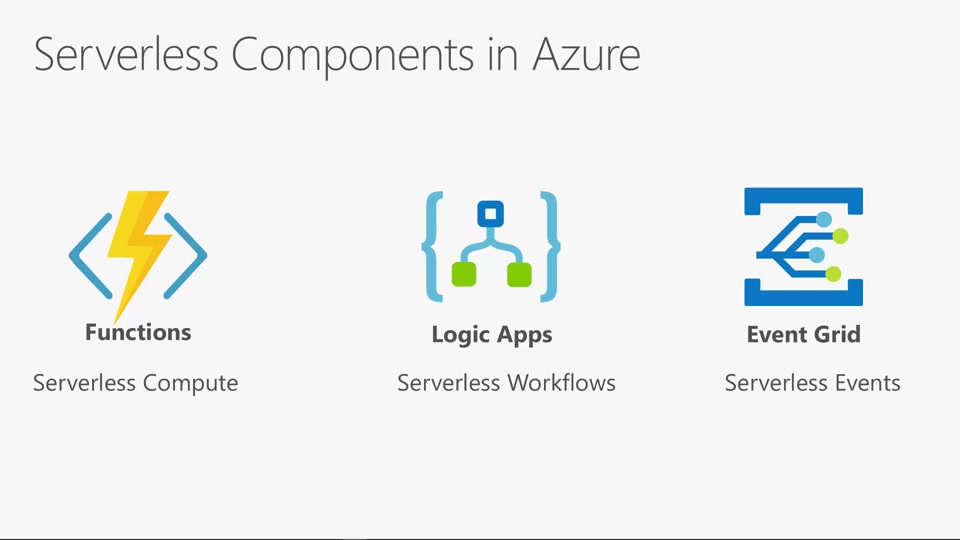 Serverless Components in Azure
Functions
Serverless Compute
Logic Apps
Serverless Workflows
Event Grid
Serverless Events